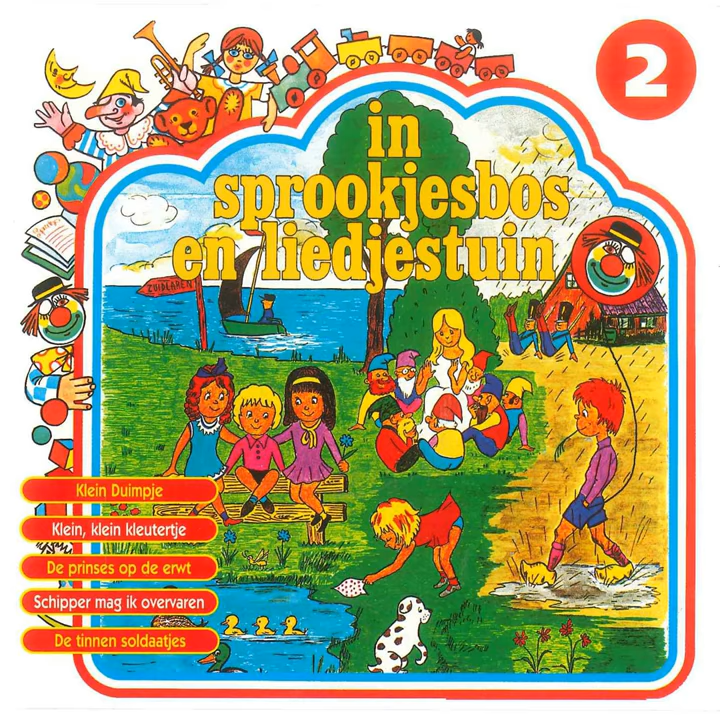 2
in
sprookjesbos
en liedjestuin
ZUIDLAREN
Klein Duimpje
Klein, klein kleutertje
De prinses op de erwt
Schipper mag ik overvaren
De tinnen soldaatjes